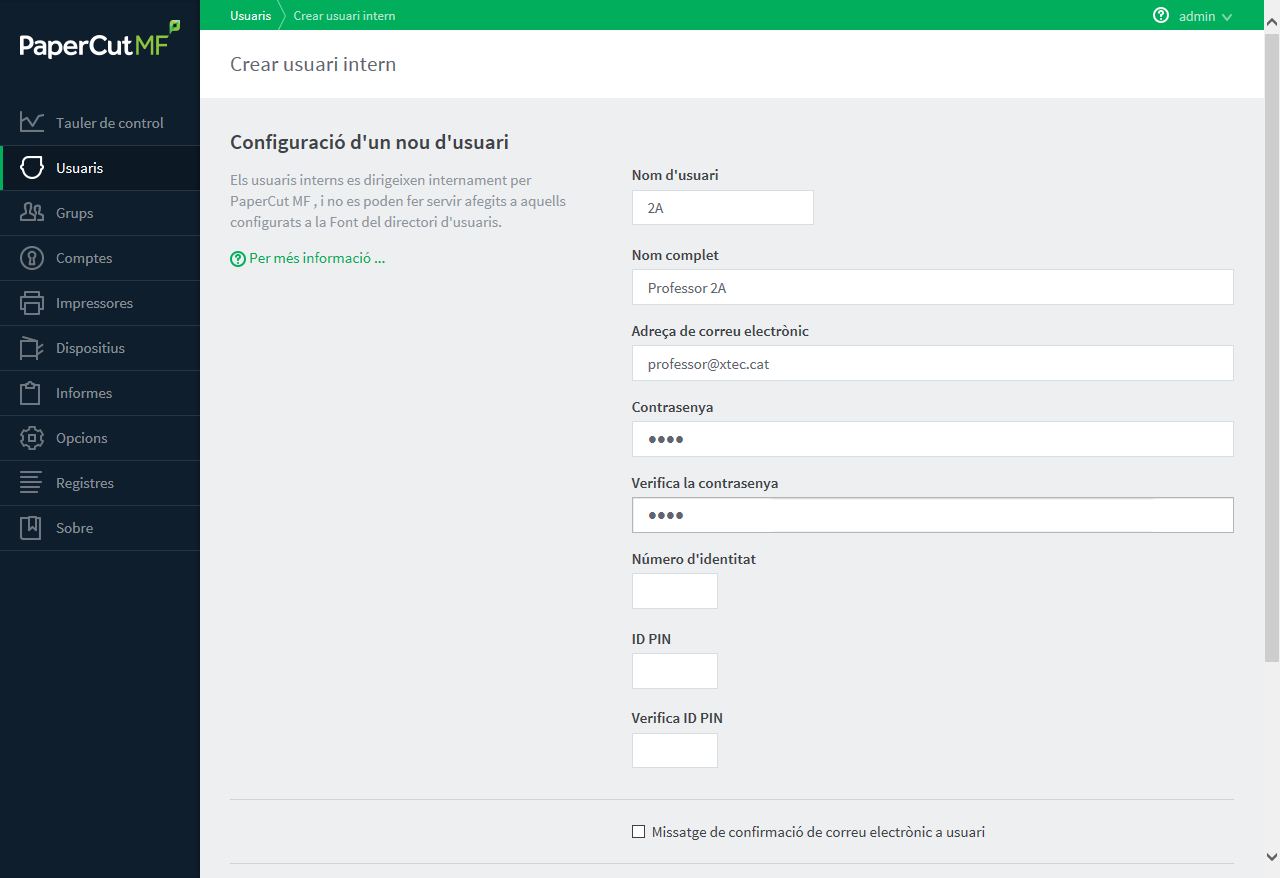 PaperCut MF
Usuaris
Crear usuari intern
admin
Crear usuari intern
Tauler de control
Usuaris
Grups
Comptes
Impressores
Dispositius
Informes
Opcions
Registres
Sobre
Configuració d'un nou d'usuari
Els usuaris interns es dirigeixen internament per
PaperCut MF , i no es poden fer servir afegits a aquells
configurats a la Font del directori d'usuaris.
Per més informació ...
Nom d'usuari
2A
Nom complet
Professor 2A
Adreça de correu electrònic
professor@xtec.cat
Contrasenya
●●●●
Verifica la contrasenya
●●●●
Número d'identitat
ID PIN
Verifica ID PIN
Missatge de confirmació de correu electrònic a usuari